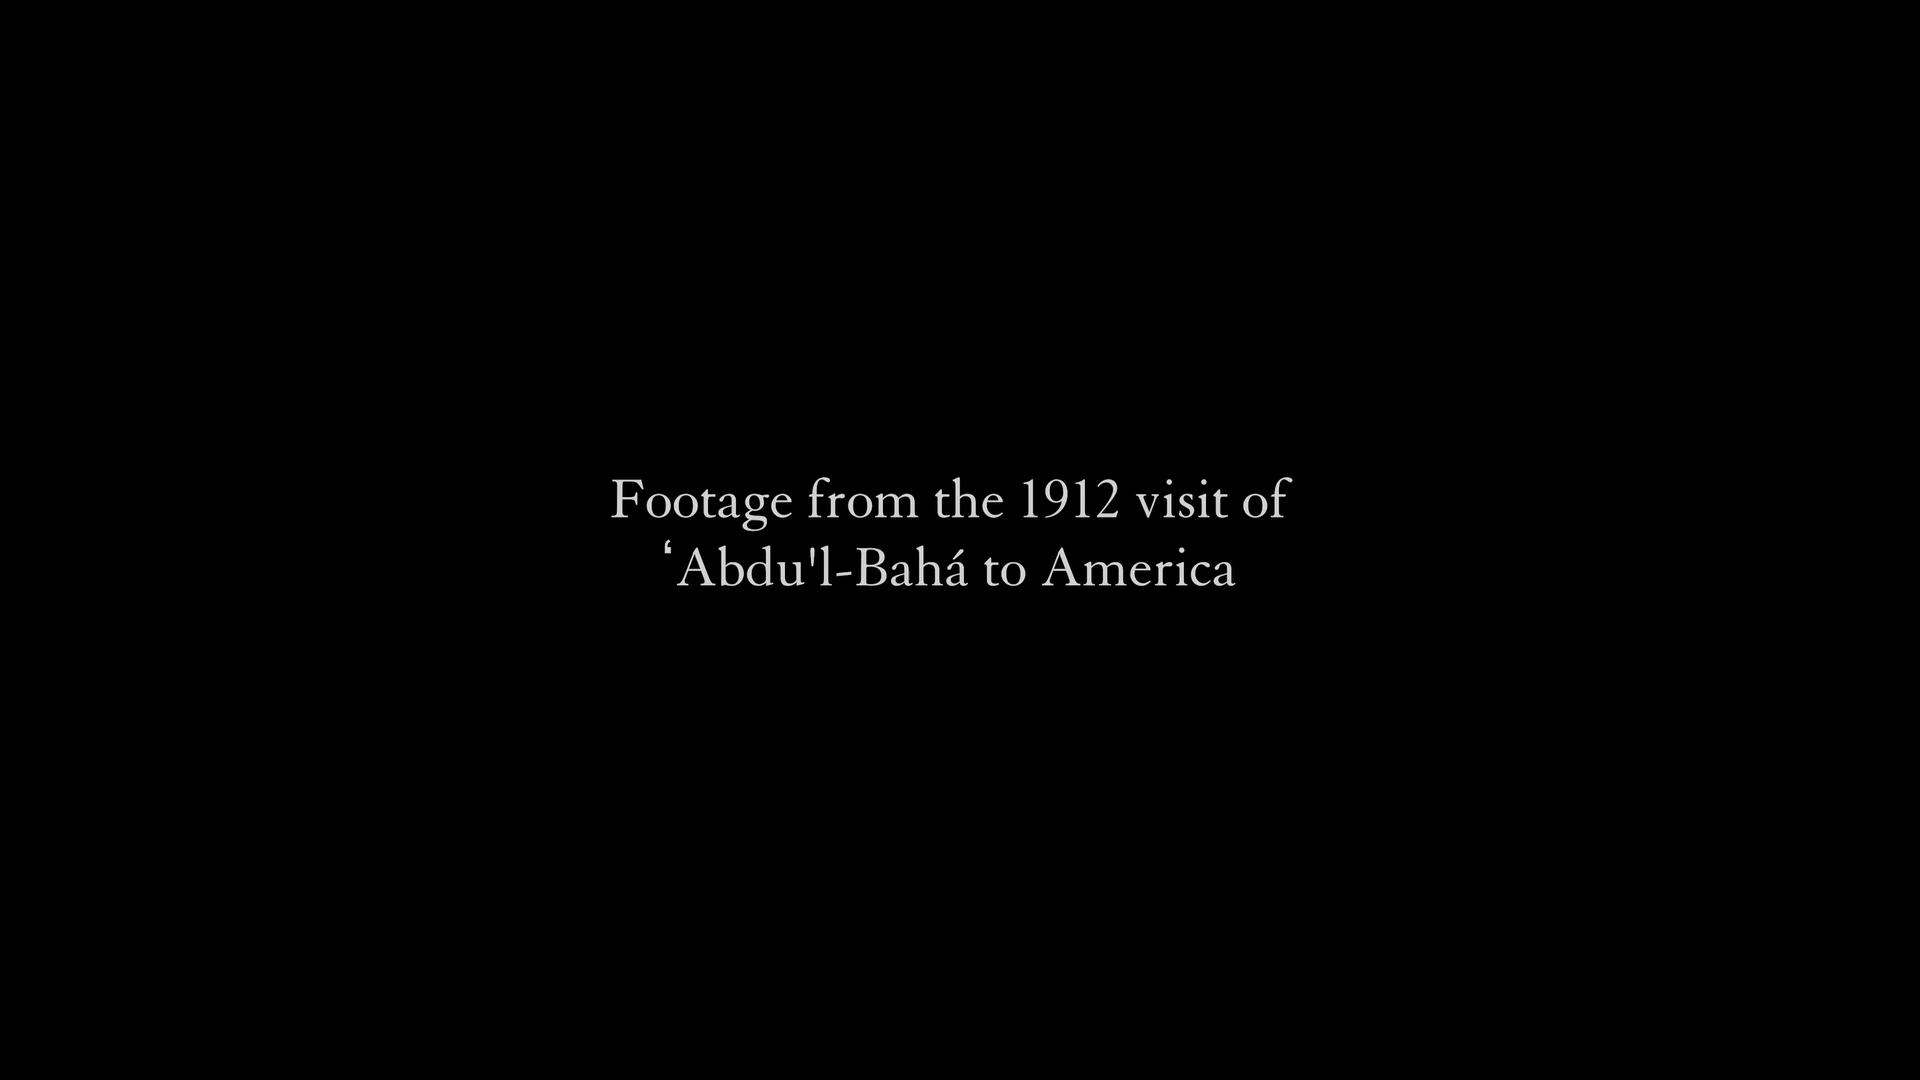 Footage from the 1912 visit of
‘Abdu'l-Bahá to America